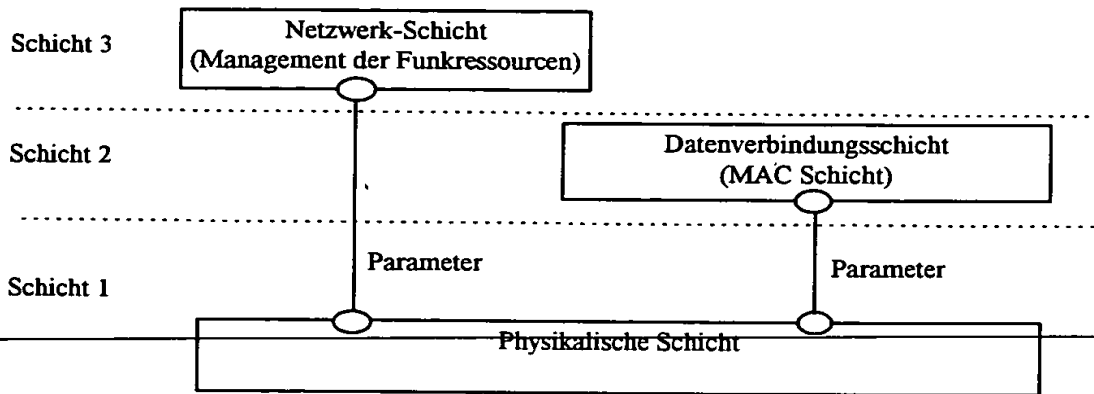 Schicht 3
Netzwerk-Schicht
(Management der Funkressourcen)
Schicht 2
Datenverbindungsschicht
(MAC Schicht)
Parameter
Parameter
Schicht 1
Physikalische Schicht